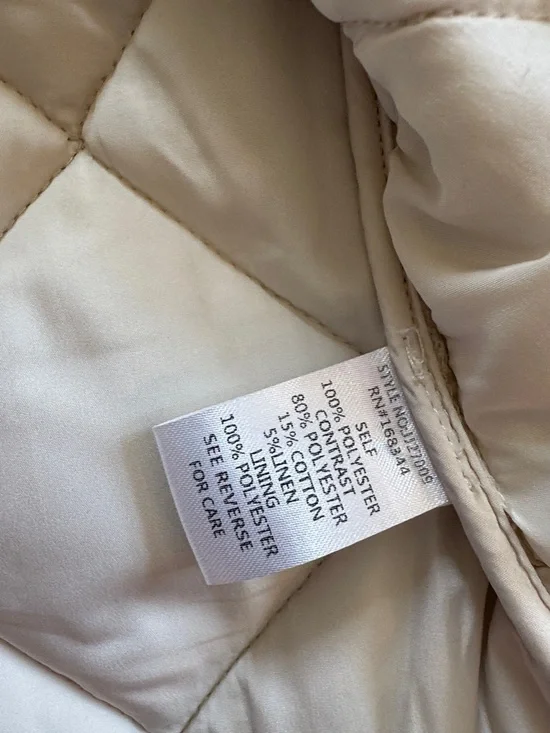 STYLE NO:JJ27009
RN#168344
SELF
100% POLYESTER
CONTRAST
80% POLYESTER
15% COTTON
5%LINEN
LINING
100% POLYESTER
SEE REVERSE
FOR CARE